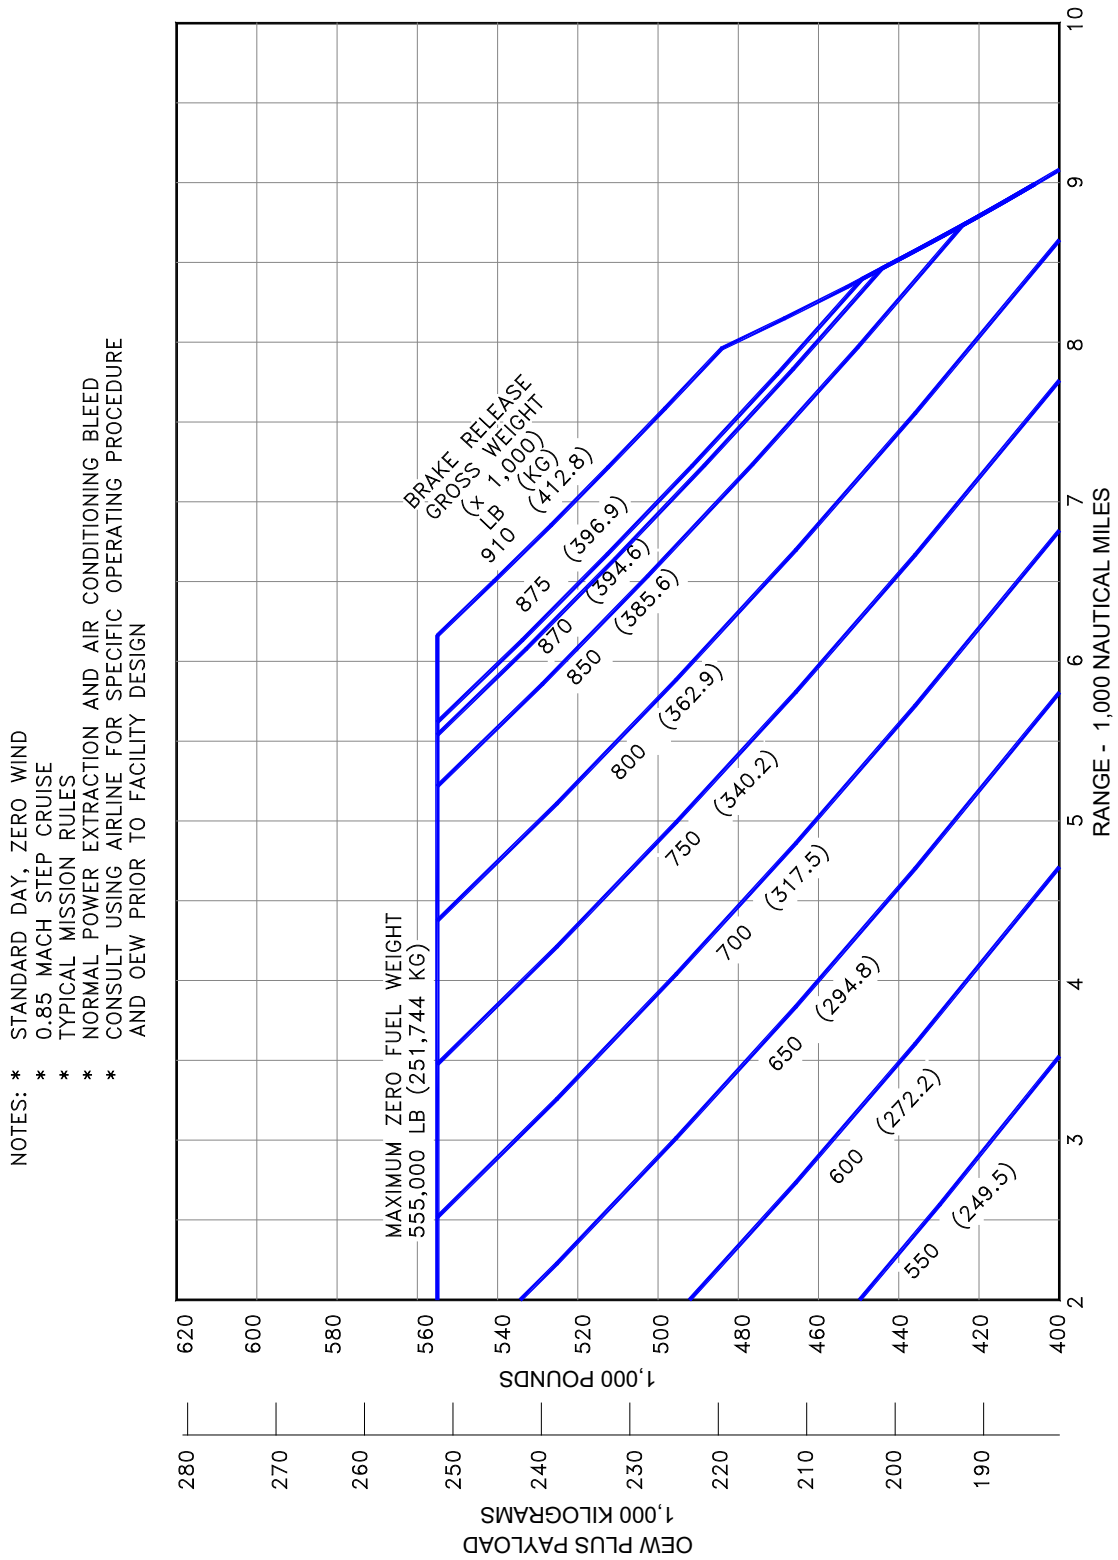 NOTES: * STANDARD DAY, ZERO WIND
* 0.85 MACH STEP CRUISE
* TYPICAL MISSION RULES
* NORMAL POWER EXTRACTION AND AIR CONDITIONING BLEED
* CONSULT USING AIRLINE FOR SPECIFIC OPERATING PROCEDURE
AND OEW PRIOR TO FACILITY DESIGN
OEW PLUS PAYLOAD
1,000 KILOGRAMS
280
270
260
250
240
230
220
210
200
190
1,000 POUNDS
620
600
580
560
540
520
500
480
460
440
420
400
MAXIMUM ZERO FUEL WEIGHT
555,000 LB (251,744 KG)
BRAKE RELEASE
GROSS WEIGHT
(x 1,000)
LB (KG)
910 (412.8)
875 (396.9)
870 (394.6)
850 (385.6)
800 (362.9)
750 (340.2)
700 (317.5)
650 (294.8)
600 (272.2)
550 (249.5)
2 3 4 5 6 7 8 9 10
RANGE - 1,000 NAUTICAL MILES